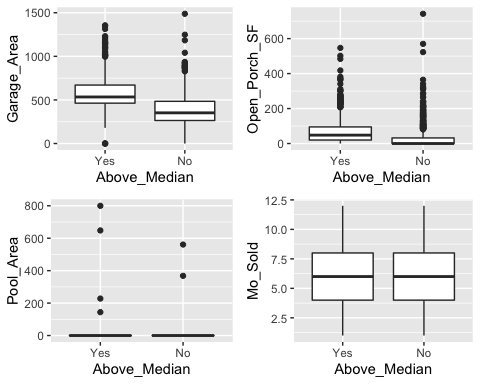 Garage_Area
1500
1000
500
0
Yes No
Above_Median
Open_Porch_SF
600
400
200
0
Yes No
Above_Median
Pool_Area
800
600
400
200
0
Yes No
Above_Median
Mo_Sold
12.5
10.0
7.5
5.0
2.5
Yes No
Above_Median